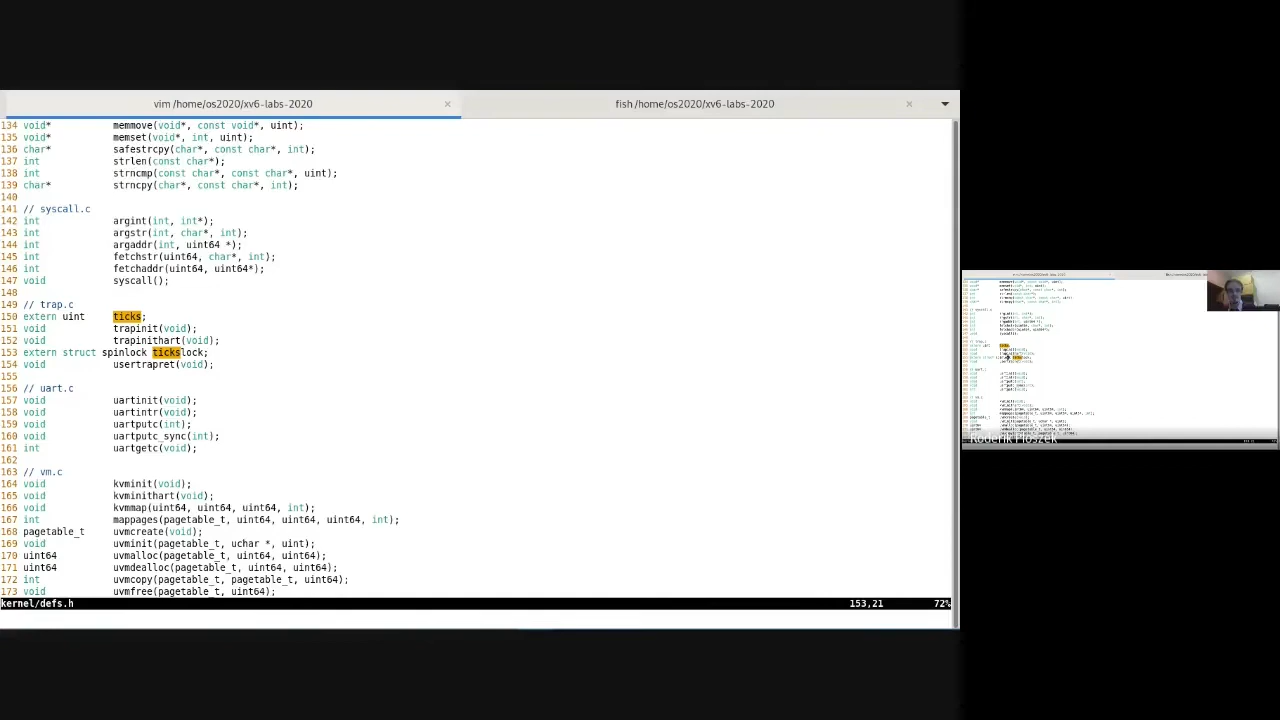 vim /home/os2020/xv6-labs-2020 × fish /home/os2020/xv6-labs-2020 ×
134 void* memmove(void*, const void*, uint);
135 void* memset(void*, int, uint);
136 char* safestrcpy(char*, const char*, int);
137 int strlen(const char*);
138 int strncmp(const char*, const char*, uint);
139 char* strncpy(char*, const char*, int);
140
141 // syscall.c
142 int argint(int, int*);
143 int argstr(int, char*, int);
144 int argaddr(int, uint64 *);
145 int fetchstr(uint64, char*, int);
146 int fetchaddr(uint64, uint64*);
147 void syscall();
148
149 // trap.c
150 extern uint ticks;
151 void trapinit(void);
152 void trapinithart(void);
153 extern struct spinlock tickslock;
154 void usertrapret(void);
155
156 // uart.c
157 void uartinit(void);
158 void uartintr(void);
159 void uartputc(int);
160 void uartputc_sync(int);
161 int uartgetc(void);
162
163 // vm.c
164 void kvminit(void);
165 void kvminithart(void);
166 void kvmmap(uint64, uint64, uint64, int);
167 int mappages(pagetable_t, uint64, uint64, uint64, int);
168 pagetable_t uvmcreate(void);
169 void uvminit(pagetable_t, uchar *, uint);
170 uint64 uvmalloc(pagetable_t, uint64, uint64);
171 uint64 uvmdealloc(pagetable_t, uint64, uint64);
172 int uvmcopy(pagetable_t, pagetable_t, uint64);
173 void uvmfree(pagetable_t, uint64);
kernel/defs.h 153,21 72%
Roderik Ploszek